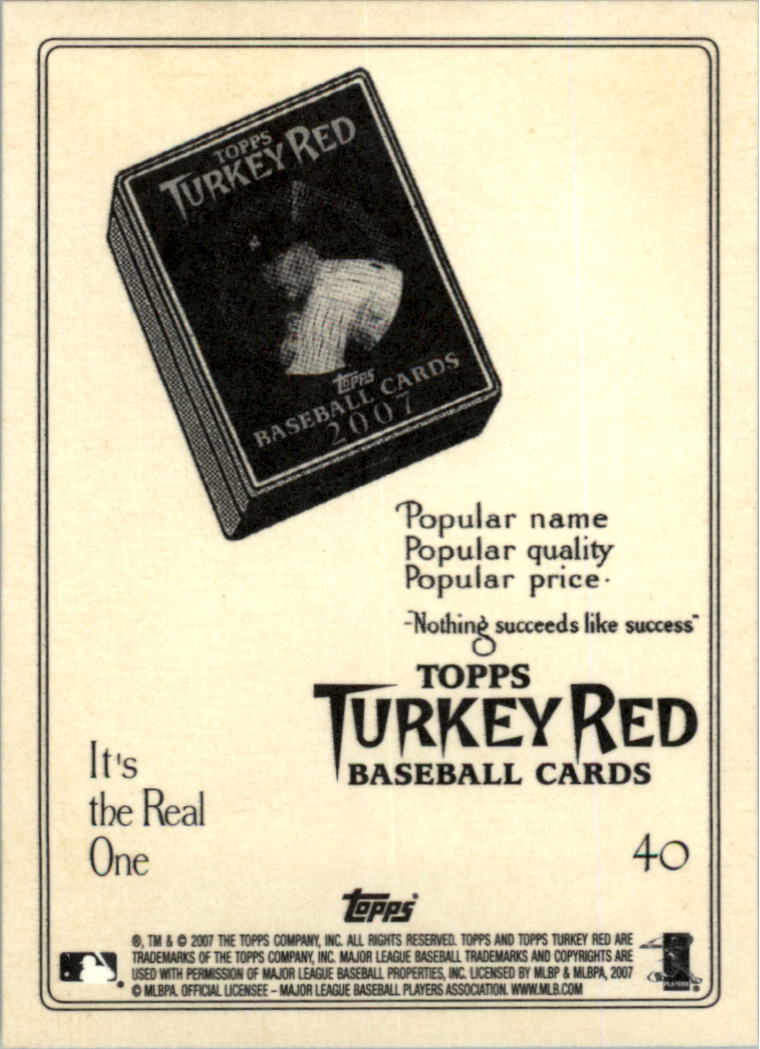 TOPPS
TURKEY RED
TOPPS
BASEBALL CARDS
2007
Popular name
Popular quality
Popular price·
"Nothing succeeds like success"
TOPPS
TURKEY RED
BASEBALL CARDS
It's
the Real
One
40
TOPPS
®, TM & © 2007 THE TOPPS COMPANY, INC. ALL RIGHTS RESERVED. TOPPS AND TOPPS TURKEY RED ARE
TRADEMARKS OF THE TOPPS COMPANY, INC. MAJOR LEAGUE BASEBALL TRADEMARKS AND COPYRIGHTS ARE
USED WITH PERMISSION OF MAJOR LEAGUE BASEBALL PROPERTIES, INC. LICENSED BY MLBP & MLBPA, 2007
© MLBPA. OFFICIAL LICENSEE – MAJOR LEAGUE BASEBALL PLAYERS ASSOCIATION. WWW.MLB.COM
PLAYERS